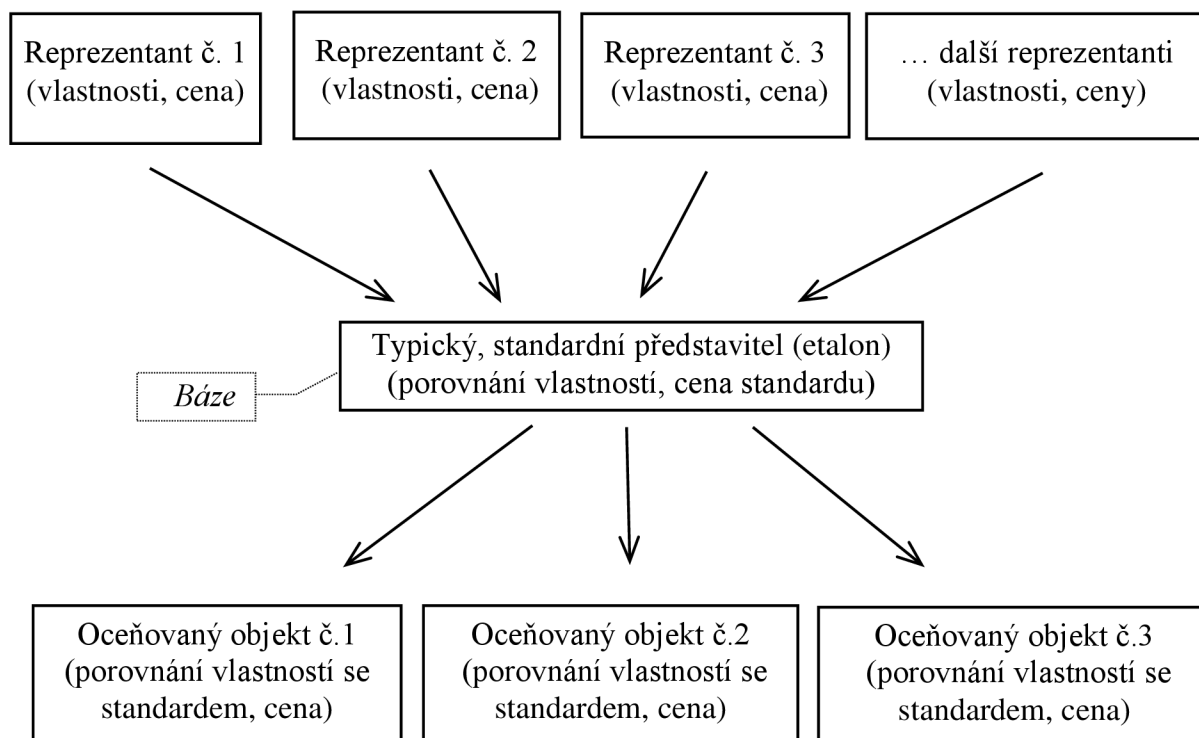 Reprezentant č. 1
(vlastnosti, cena)
Reprezentant č. 2
(vlastnosti, cena)
Reprezentant č. 3
(vlastnosti, cena)
… další reprezentanti
(vlastnosti, ceny)
Typický, standardní představitel (etalon)
(porovnání vlastností, cena standardu)
Báze
Oceňovaný objekt č.1
(porovnání vlastností se
standardem, cena)
Oceňovaný objekt č.2
(porovnání vlastností se
standardem, cena)
Oceňovaný objekt č.3
(porovnání vlastností se
standardem, cena)